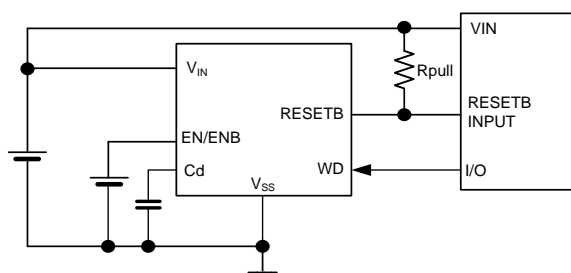 VIN
VIN
Rpull
RESETB
RESETB
INPUT
EN/ENB
Cd
WD
I/O
VSS